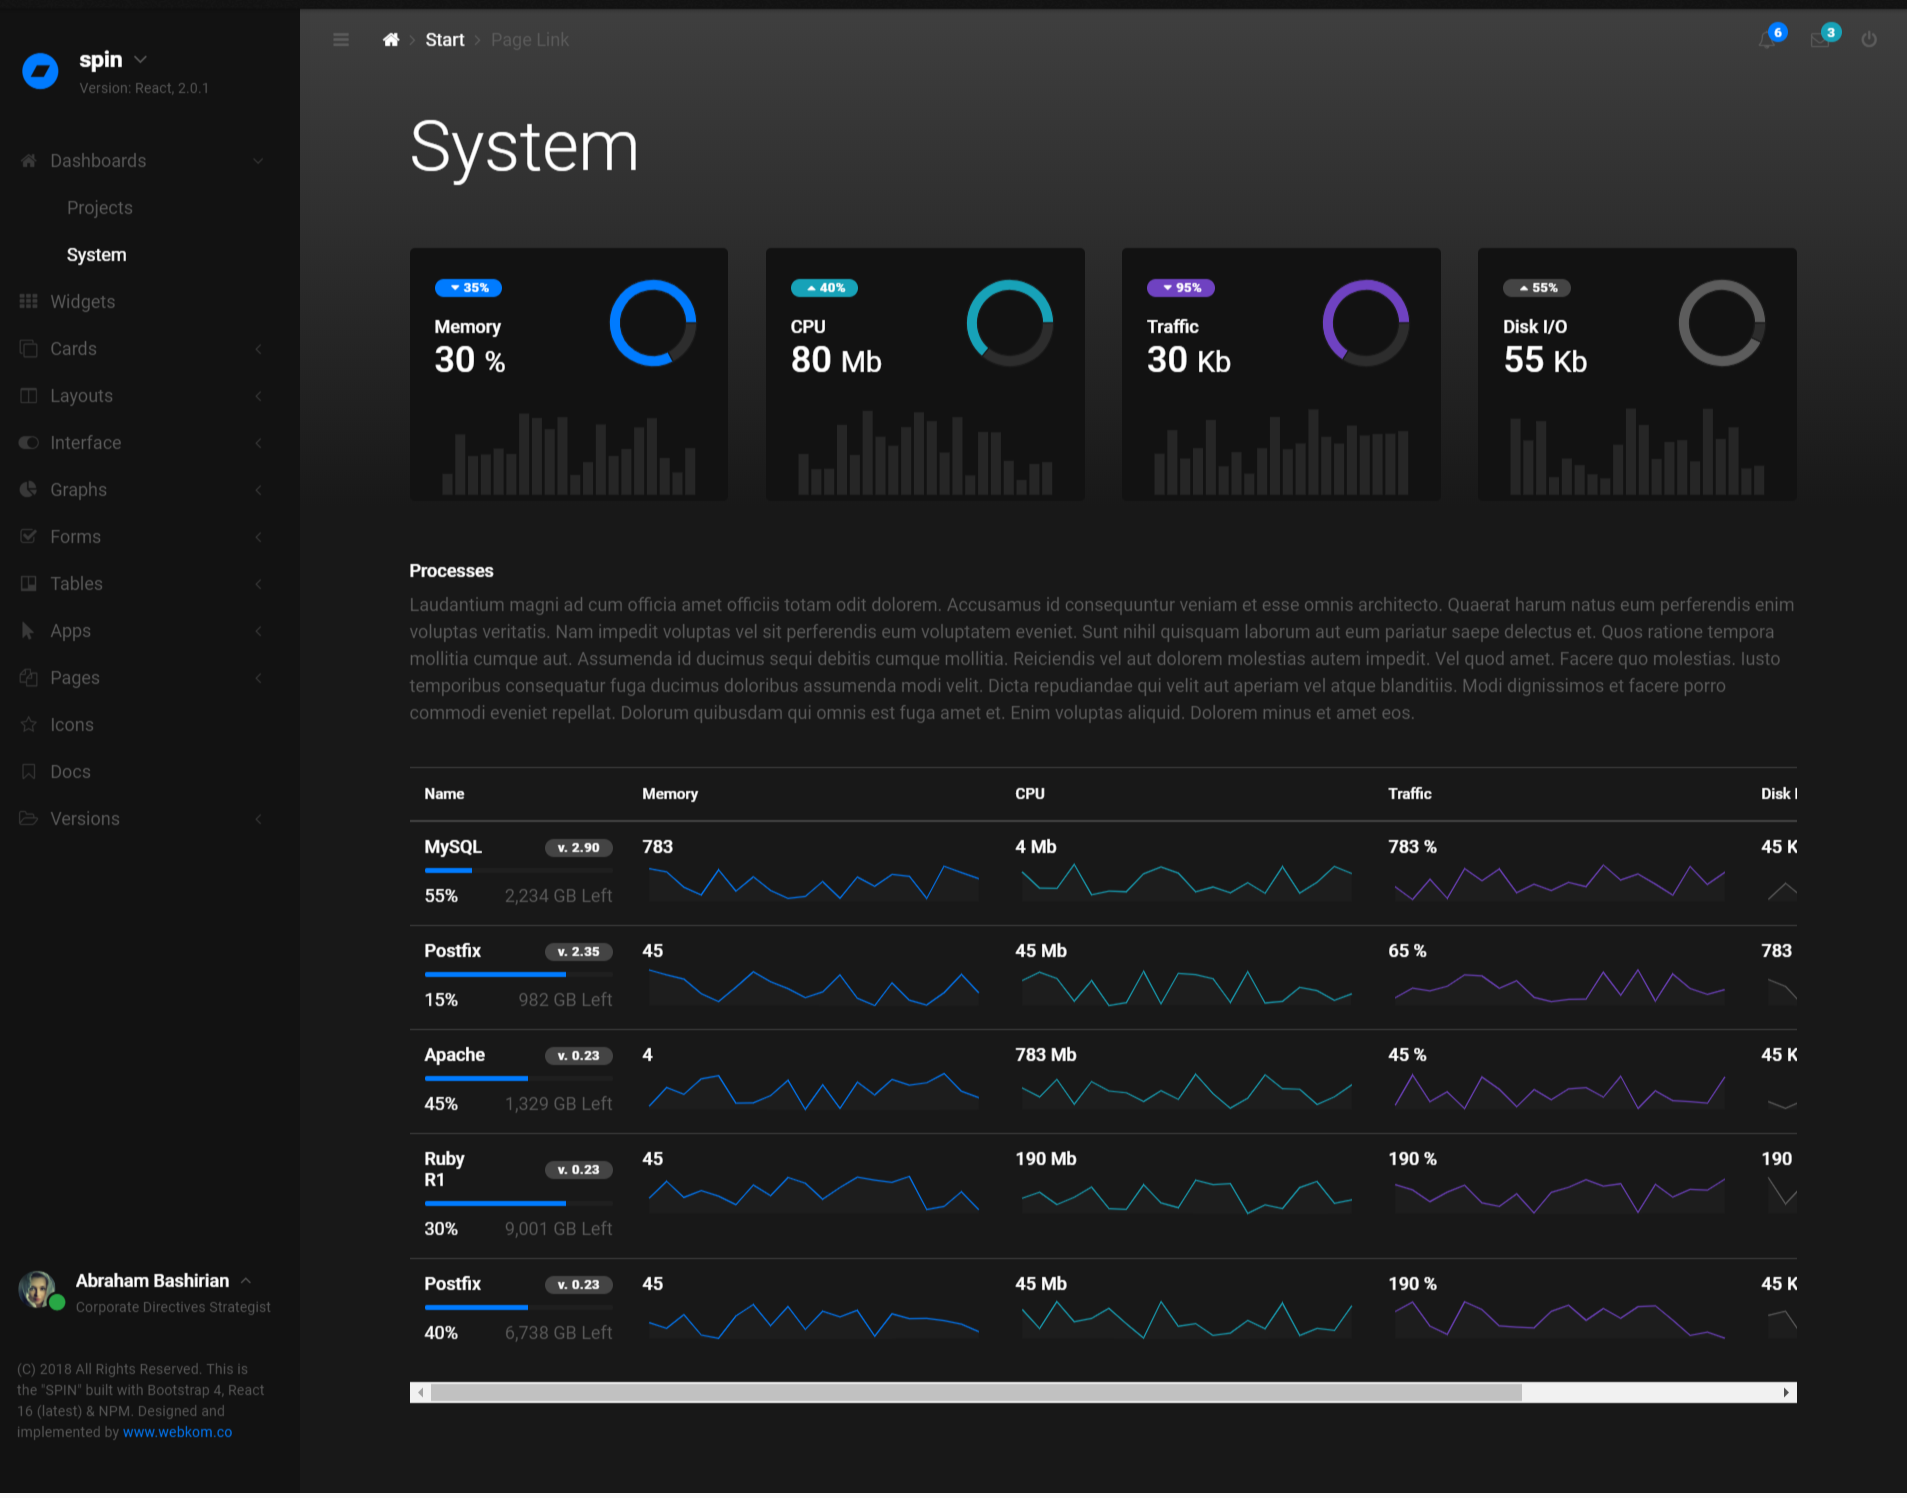 spin
Version: React, 2.0.1
Dashboards
Projects
System
Widgets
Cards
Layouts
Interface
Graphs
Forms
Tables
Apps
Pages
Icons
Docs
Versions
Abraham Bashirian
Corporate Directives Strategist
(C) 2018 All Rights Reserved. This is
the "SPIN" built with Bootstrap 4, React
16 (latest) & NPM. Designed and
implemented by www.webkom.co
Start Page Link
6 3
System
35%
Memory
30 %
40%
CPU
80 Mb
95%
Traffic
30 Kb
55%
Disk I/O
55 Kb
Processes
Laudantium magni ad cum officia amet officiis totam odit dolorem. Accusamus id consequuntur veniam et esse omnis architecto. Quaerat harum natus eum perferendis enim
voluptas veritatis. Nam impedit voluptas vel sit perferendis eum voluptatem eveniet. Sunt nihil quisquam laborum aut eum pariatur saepe delectus et. Quos ratione tempora
mollitia cumque aut. Assumenda id ducimus sequi debitis cumque mollitia. Reiciendis vel aut dolorem molestias autem impedit. Vel quod amet. Facere quo molestias. Iusto
temporibus consequatur fuga ducimus doloribus assumenda modi velit. Dicta repudiandae qui velit aut aperiam vel atque blanditiis. Modi dignissimos et facere porro
commodi eveniet repellat. Dolorum quibusdam qui omnis est fuga amet et. Enim voluptas aliquid. Dolorem minus et amet eos.
Name Memory CPU Traffic Disk
MySQL v. 2.90 783 4 Mb 783 % 45 K
55% 2,234 GB Left
Postfix v. 2.35 45 45 Mb 65 % 783
15% 982 GB Left
Apache v. 0.23 4 783 Mb 45 % 45 K
45% 1,329 GB Left
Ruby v. 0.23 45 190 Mb 190 % 190
R1
30% 9,001 GB Left
Postfix v. 0.23 45 45 Mb 190 % 45 K
40% 6,738 GB Left